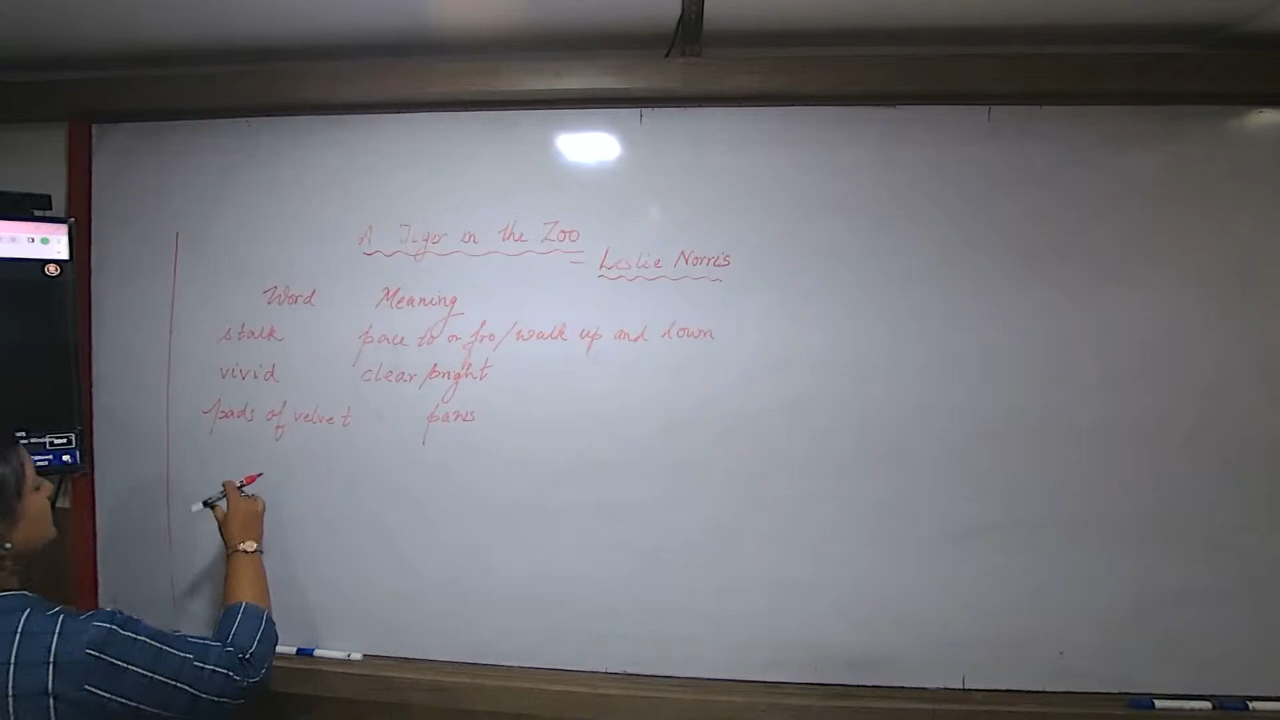 A Tiger in the Zoo
- Leslie Norris
Word Meaning
stalk pace to or fro/walk up and down
vivid clear/bright
pads of velvet paws